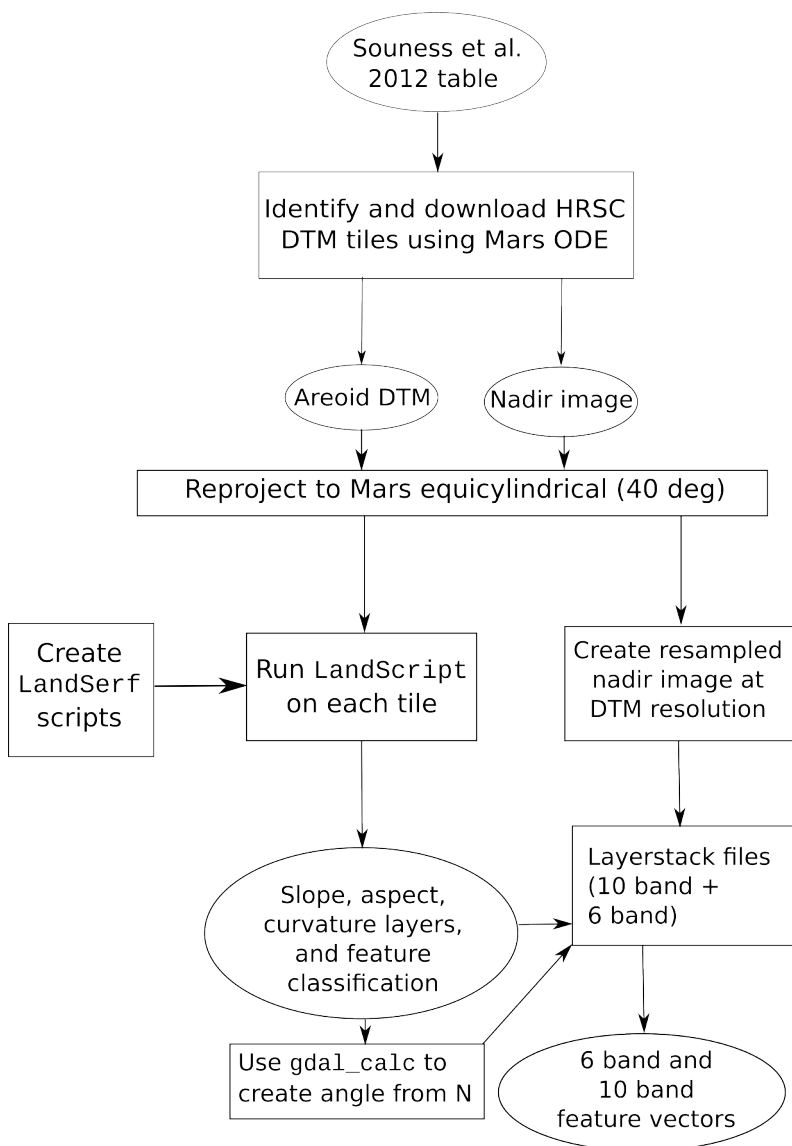 Souness et al.
2012 table
Identify and download HRSC
DTM tiles using Mars ODE
Areoid DTM
Nadir image
Reproject to Mars equicylindrical (40 deg)
Create
LandSerf
scripts
Run LandScript
on each tile
Create resampled
nadir image at
DTM resolution
Slope, aspect,
curvature layers,
and feature
classification
Layerstack files
(10 band +
6 band)
Use gdal_calc to
create angle from N
6 band and
10 band
feature vectors